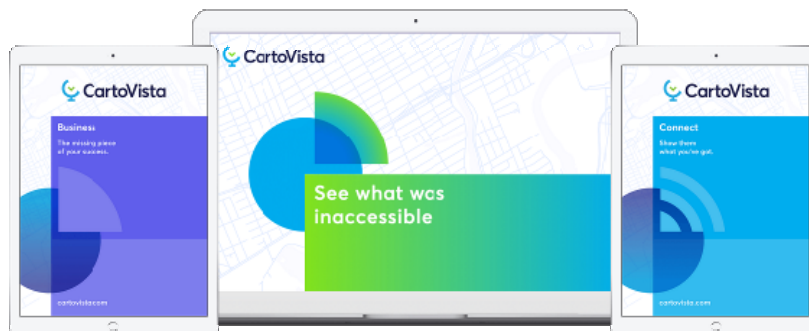 CartoVista
Business
The missing piece
of your success.
cartovista.com
CartoVista
See what was
inaccessible
CartoVista
Connect
Show them
what you've got.
cartovista.com